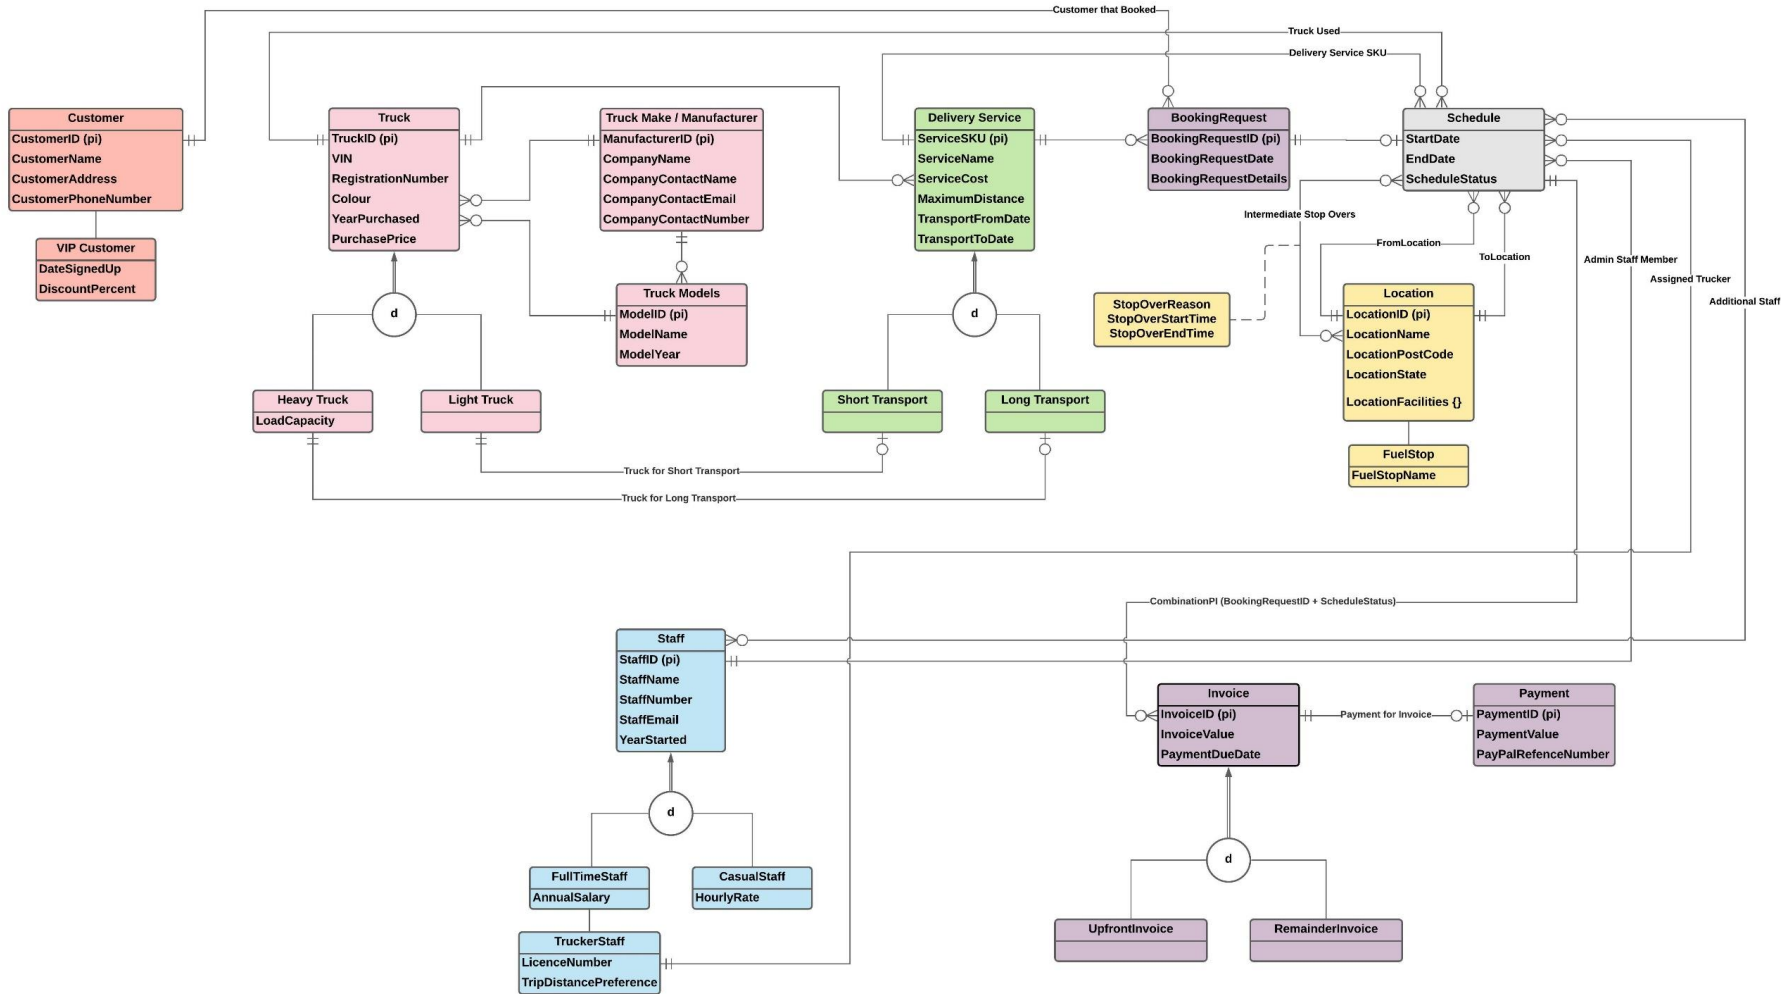 Customer that Booked
Truck Used
Delivery Service SKU
Customer
CustomerID (pi)
CustomerName
CustomerAddress
CustomerPhoneNumber
VIP Customer
DateSignedUp
DiscountPercent
Truck
TruckID (pi)
VIN
RegistrationNumber
Colour
YearPurchased
PurchasePrice
Truck Make / Manufacturer
ManufacturerID (pi)
CompanyName
CompanyContactName
CompanyContactEmail
CompanyContactNumber
Truck Models
ModelID (pi)
ModelName
ModelYear
d
Heavy Truck
LoadCapacity
Light Truck
Delivery Service
ServiceSKU (pi)
ServiceName
ServiceCost
MaximumDistance
TransportFromDate
TransportToDate
d
Short Transport
Long Transport
Truck for Short Transport
Truck for Long Transport
BookingRequest
BookingRequestID (pi)
BookingRequestDate
BookingRequestDetails
Schedule
StartDate
EndDate
ScheduleStatus
Intermediate Stop Overs
FromLocation
ToLocation
Admin Staff Member
Assigned Trucker
Additional Staff
StopOverReason
StopOverStartTime
StopOverEndTime
Location
LocationID (pi)
LocationName
LocationPostCode
LocationState
LocationFacilities {}
FuelStop
FuelStopName
CombinationPI (BookingRequestID + ScheduleStatus)
Staff
StaffID (pi)
StaffName
StaffNumber
StaffEmail
YearStarted
d
FullTimeStaff
AnnualSalary
CasualStaff
HourlyRate
TruckerStaff
LicenceNumber
TripDistancePreference
Invoice
InvoiceID (pi)
InvoiceValue
PaymentDueDate
Payment for Invoice
Payment
PaymentID (pi)
PaymentValue
PayPalRefenceNumber
d
UpfrontInvoice
RemainderInvoice